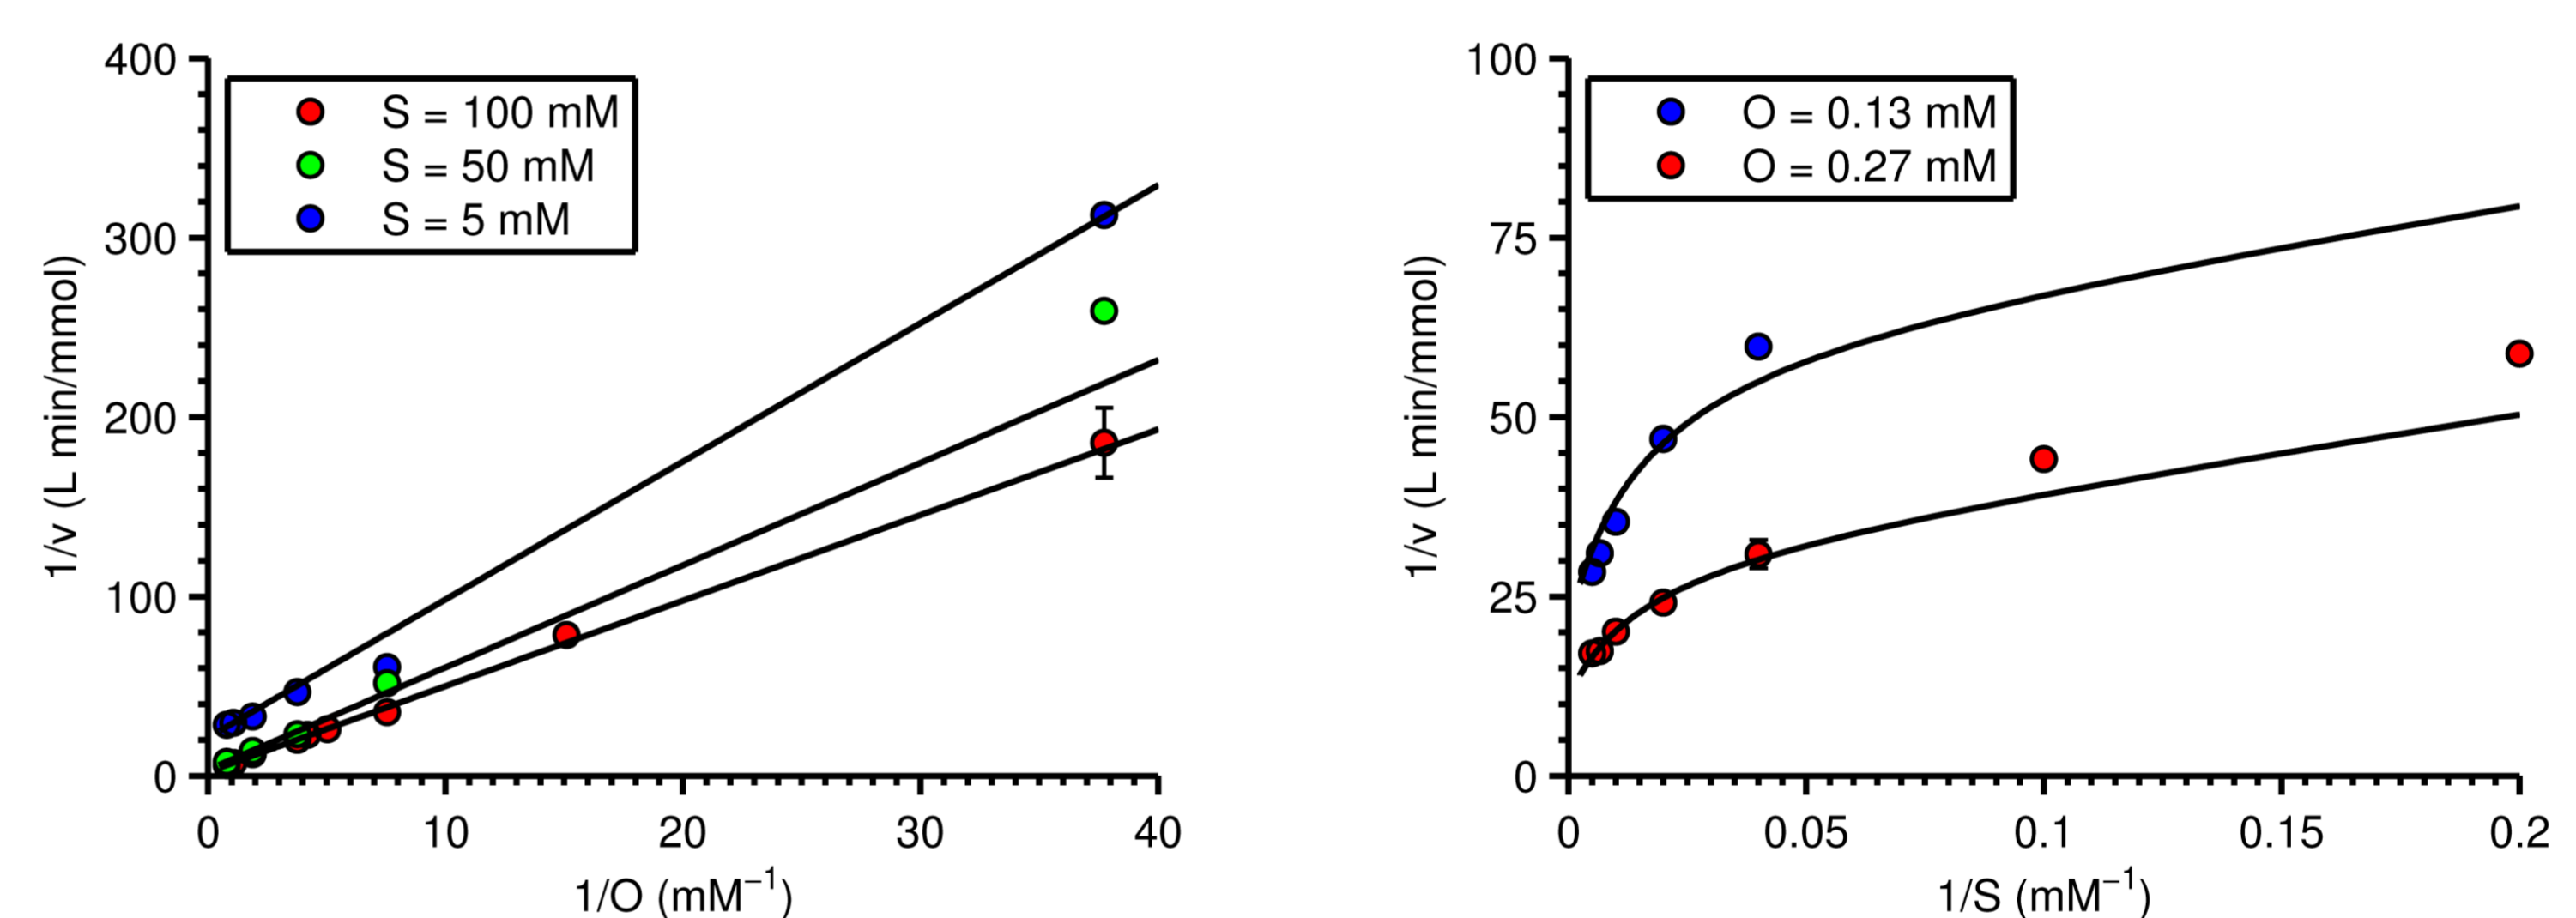 400
300
200
100
0
0 10 20 30 40
1/v (L min/mmol)
1/O (mM⁻¹)
S = 100 mM
S = 50 mM
S = 5 mM
100
75
50
25
0
0 0.05 0.1 0.15 0.2
1/v (L min/mmol)
1/S (mM⁻¹)
O = 0.13 mM
O = 0.27 mM